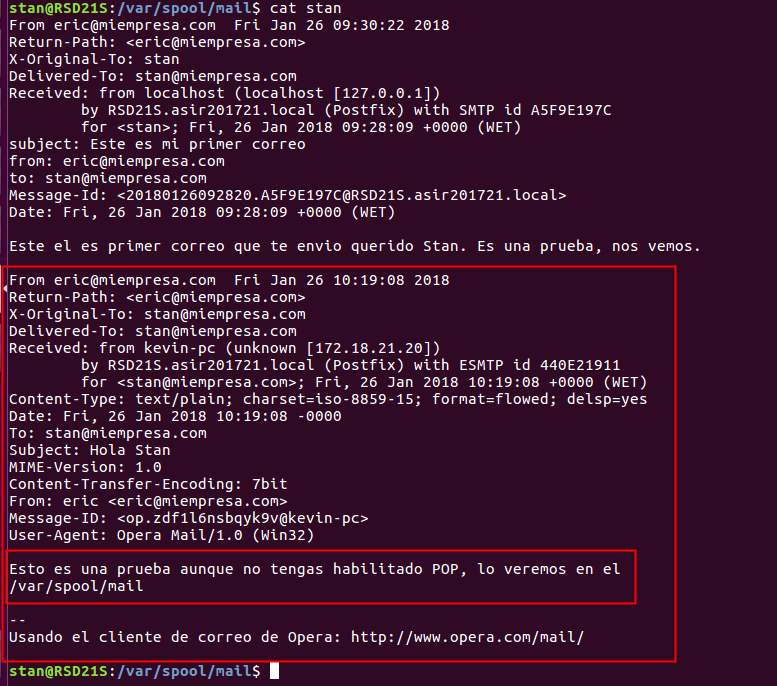 stan@RSD21S:/var/spool/mail$ cat stan
From eric@miempresa.com  Fri Jan 26 09:30:22 2018
Return-Path: <eric@miempresa.com>
X-Original-To: stan
Delivered-To: stan@miempresa.com
Received: from localhost (localhost [127.0.0.1])
        by RSD21S.asir201721.local (Postfix) with SMTP id A5F9E197C
        for <stan>; Fri, 26 Jan 2018 09:28:09 +0000 (WET)
subject: Este es mi primer correo
from: eric@miempresa.com
to: stan@miempresa.com
Message-Id: <20180126092820.A5F9E197C@RSD21S.asir201721.local>
Date: Fri, 26 Jan 2018 09:28:09 +0000 (WET)

Este el es primer correo que te envio querido Stan. Es una prueba, nos vemos.

From eric@miempresa.com  Fri Jan 26 10:19:08 2018
Return-Path: <eric@miempresa.com>
X-Original-To: stan@miempresa.com
Delivered-To: stan@miempresa.com
Received: from kevin-pc (unknown [172.18.21.20])
        by RSD21S.asir201721.local (Postfix) with ESMTP id 440E21911
        for <stan@miempresa.com>; Fri, 26 Jan 2018 10:19:08 +0000 (WET)
Content-Type: text/plain; charset=iso-8859-15; format=flowed; delsp=yes
Date: Fri, 26 Jan 2018 10:19:08 -0000
To: stan@miempresa.com
Subject: Hola Stan
MIME-Version: 1.0
Content-Transfer-Encoding: 7bit
From: eric <eric@miempresa.com>
Message-ID: <op.zdf1l6nsbqyk9v@kevin-pc>
User-Agent: Opera Mail/1.0 (Win32)

Esto es una prueba aunque no tengas habilitado POP, lo veremos en el
/var/spool/mail

--
Usando el cliente de correo de Opera: http://www.opera.com/mail/

stan@RSD21S:/var/spool/mail$